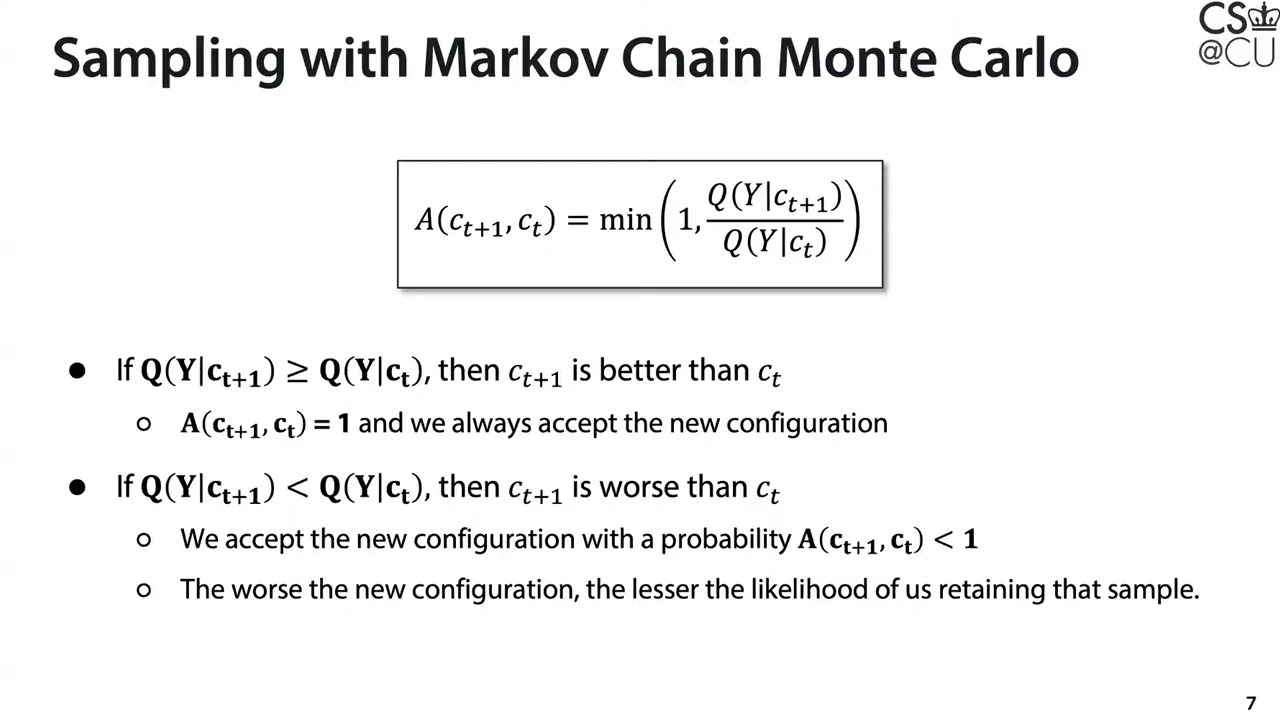 CS
@CU
Sampling with Markov Chain Monte Carlo
A(c_{t+1}, c_t) = min(1, Q(Y|c_{t+1}) / Q(Y|c_t))
● If Q(Y|c_{t+1}) ≥ Q(Y|c_t), then c_{t+1} is better than c_t
○ A(c_{t+1}, c_t) = 1 and we always accept the new configuration
● If Q(Y|c_{t+1}) < Q(Y|c_t), then c_{t+1} is worse than c_t
○ We accept the new configuration with a probability A(c_{t+1}, c_t) < 1
○ The worse the new configuration, the lesser the likelihood of us retaining that sample.
7